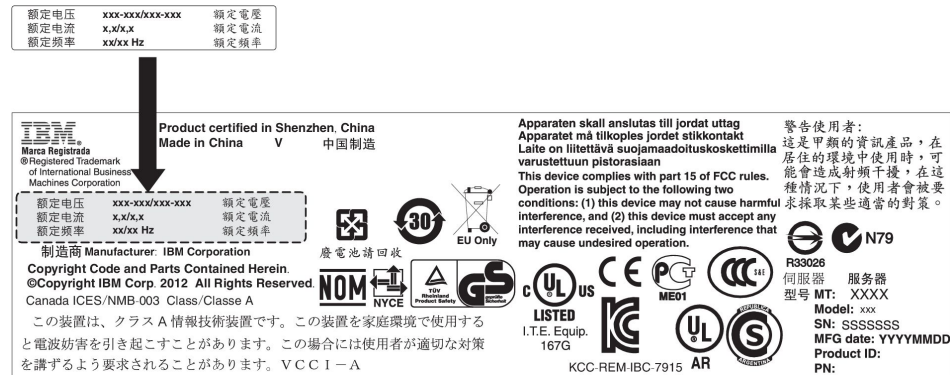 额定电压 xxx-xxx/xxx-xxx 額定電壓
额定电流 x,x/x,x 額定電流
额定频率 xx/xx Hz 額定頻率
IBM®
Marca Registrada
® Registered Trademark
of International Business
Machines Corporation
Product certified in Shenzhen, China
Made in China V 中国制造
额定电压 xxx-xxx/xxx-xxx 額定電壓
额定电流 x,x/x,x 額定電流
额定频率 xx/xx Hz 額定頻率
制造商 Manufacturer: IBM Corporation
Copyright Code and Parts Contained Herein.
©Copyright IBM Corp. 2012 All Rights Reserved.
Canada ICES/NMB-003 Class/Classe A
この装置は、クラス A 情報技術装置です。この装置を家庭環境で使用する
と電波妨害を引き起こすことがあります。この場合には使用者が適切な対策
を講ずるよう要求されることがあります。VCCI-A
廢電池請回收
30
EU Only
NOM
NYCE
TÜV
Rheinland
Product Safety
GS
geprüfte
Sicherheit
Apparaten skall anslutas till jordat uttag
Apparatet må tilkoples jordet stikkontakt
Laite on liitettävä suojamaadoituskoskettimilla
varustettuun pistorasiaan
This device complies with part 15 of FCC rules.
Operation is subject to the following two
conditions: (1) this device may not cause harmful
interference, and (2) this device must accept any
interference received, including interference that
may cause undesired operation.
C UL US
LISTED
I.T.E. Equip.
167G
CE
PCT
ME01
CCC
S&E
KCC-REM-IBC-7915
UL
AR
REPUBLICA
S
ARGENTINA
警告使用者:
這是甲類的資訊產品，在
居住的環境中使用時，可
能會造成射頻干擾，在這
種情況下，使用者會被要
求採取某些適當的對策。
R33026
N79
伺服器 服务器
型号 MT: XXXX
Model: xxx
SN: SSSSSSS
MFG date: YYYYMMDD
Product ID:
PN: